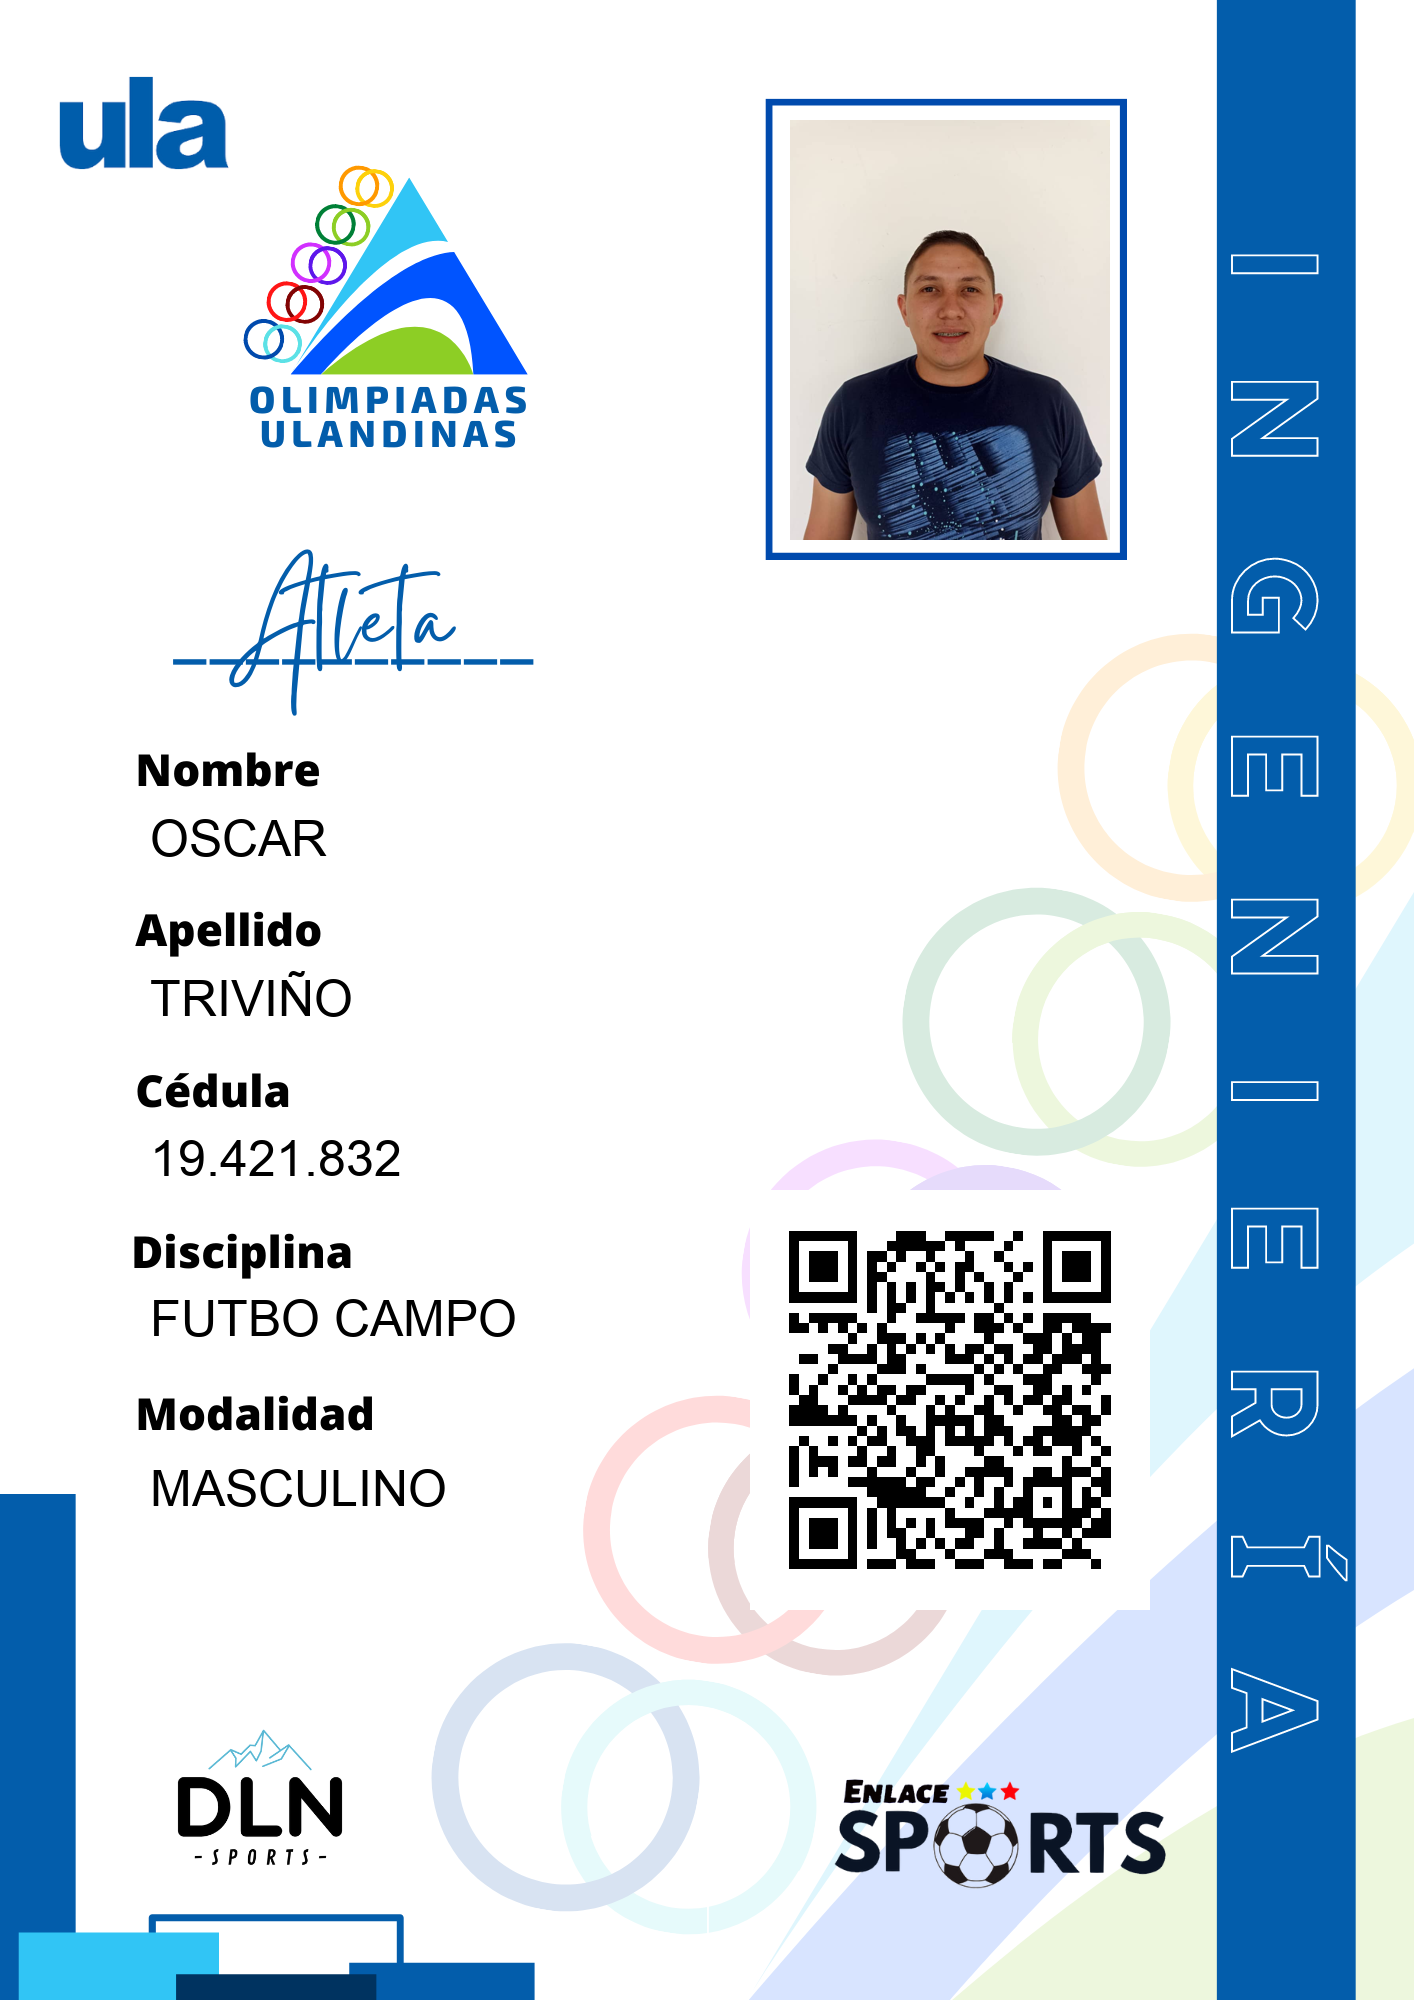 ula
OLIMPIADAS
ULANDINAS
Atleta
Nombre
OSCAR
Apellido
TRIVIÑO
Cédula
19.421.832
Disciplina
FUTBO CAMPO
Modalidad
MASCULINO
INGENIERÍA
DLN
-SPORTS-
ENLACE
SPORTS